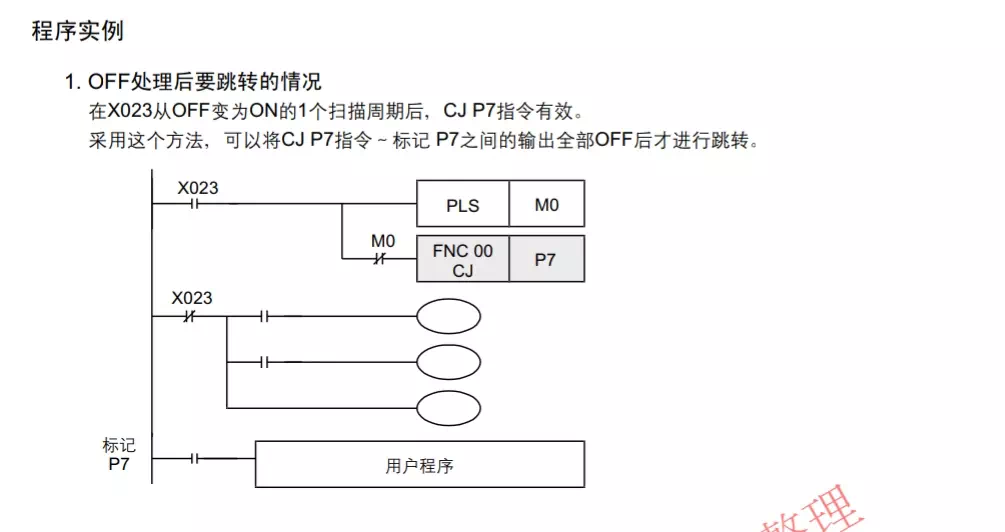 程序实例
1. OFF处理后要跳转的情况
在X023从OFF变为ON的1个扫描周期后，CJ P7指令有效。
采用这个方法，可以将CJ P7指令～标记 P7之间的输出全部OFF后才进行跳转。
X023
PLS M0
M0
FNC 00
CJ P7
X023
标记
P7
用户程序
整理